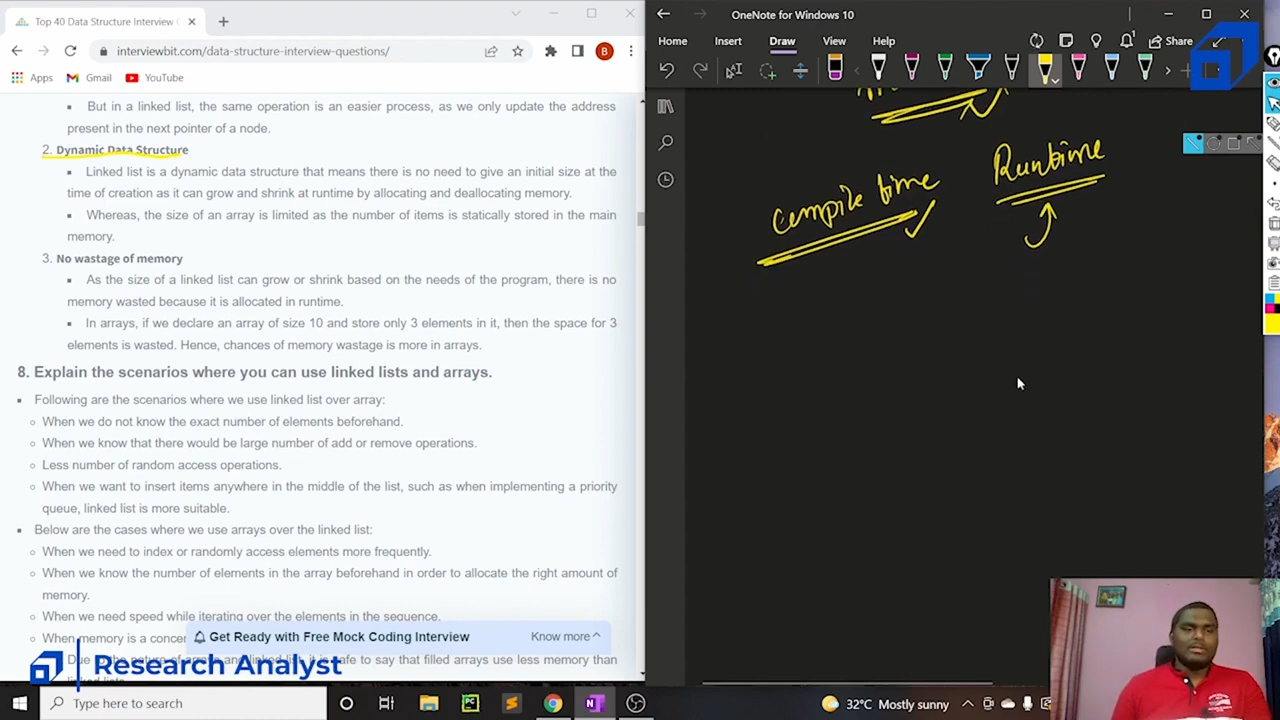 Top 40 Data Structure Interview
interviewbit.com/data-structure-interview-questions/
B
Apps
Gmail
YouTube
But in a linked list, the same operation is an easier process, as we only update the address
present in the next pointer of a node.
2. Dynamic Data Structure
Linked list is a dynamic data structure that means there is no need to give an initial size at the
time of creation as it can grow and shrink at runtime by allocating and deallocating memory.
Whereas, the size of an array is limited as the number of items is statically stored in the main
memory.
3. No wastage of memory
As the size of a linked list can grow or shrink based on the needs of the program, there is no
memory wasted because it is allocated in runtime.
In arrays, if we declare an array of size 10 and store only 3 elements in it, then the space for 3
elements is wasted. Hence, chances of memory wastage is more in arrays.
8. Explain the scenarios where you can use linked lists and arrays.
Following are the scenarios where we use linked list over array:
When we do not know the exact number of elements beforehand.
When we know that there would be large number of add or remove operations.
Less number of random access operations.
When we want to insert items anywhere in the middle of the list, such as when implementing a priority
queue, linked list is more suitable.
Below are the cases where we use arrays over the linked list:
When we need to index or randomly access elements more frequently.
When we know the number of elements in the array beforehand in order to allocate the right amount of
memory.
When we need speed while iterating over the elements in the sequence.
When memory is a concer
Get Ready with Free Mock Coding Interview
Know more
safe to say that filled arrays use less memory than
Research Analyst
OneNote for Windows 10
Home
Insert
Draw
View
Help
Share
compile time
Runtime
Type here to search
32°C Mostly sunny